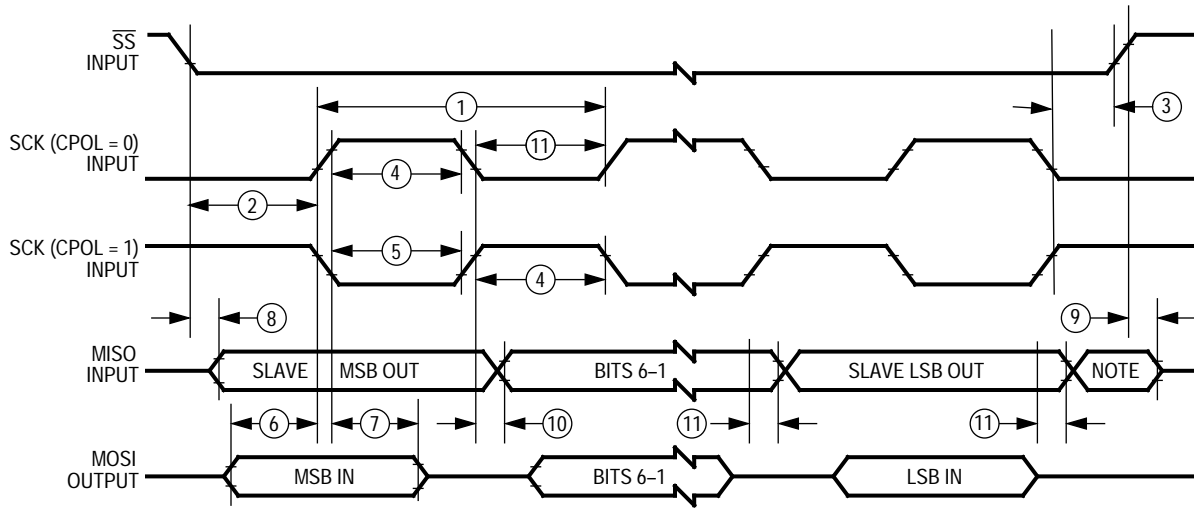 SS
INPUT
1
3
SCK (CPOL = 0)
INPUT
11
4
2
SCK (CPOL = 1)
INPUT
5
4
8
9
MISO
INPUT
SLAVE MSB OUT
BITS 6–1
SLAVE LSB OUT
NOTE
6
7
10
11
11
MOSI
OUTPUT
MSB IN
BITS 6–1
LSB IN